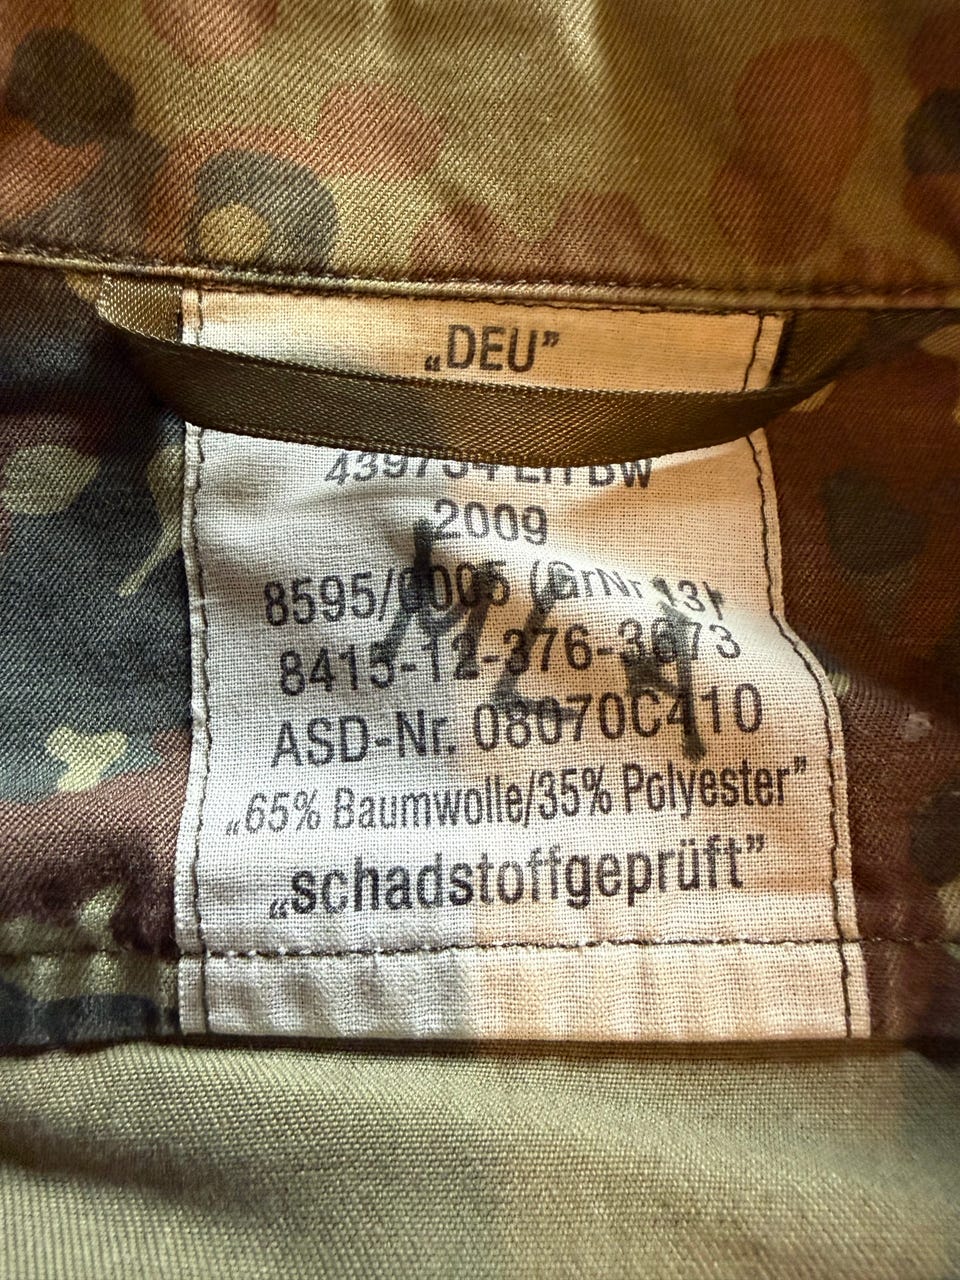 „DEU”
2009
8595/0005 (GrNr 13)
8415-12-376-3673
ASD-Nr. 08070C410
„65% Baumwolle/35% Polyester”
„schadstoffgeprüft”